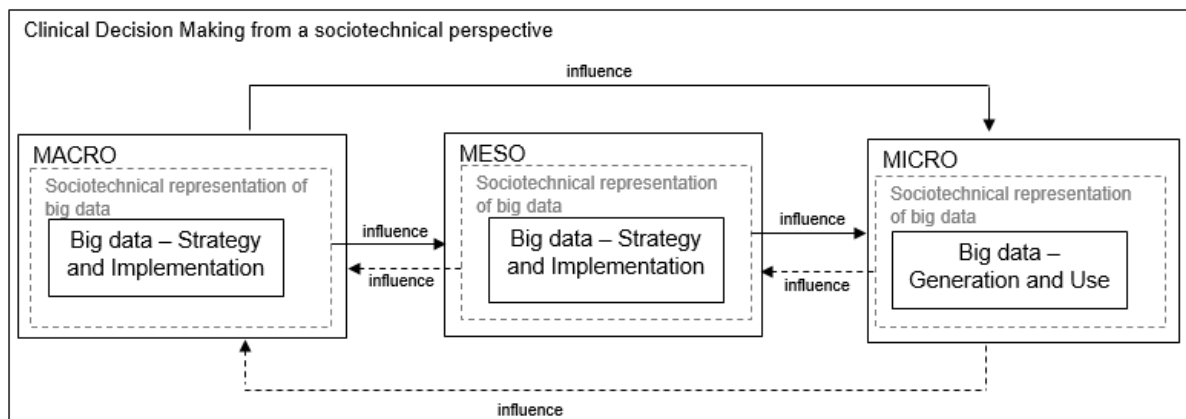 Clinical Decision Making from a sociotechnical perspective
influence
MACRO
Sociotechnical representation of
big data
Big data – Strategy
and Implementation
influence
influence
MESO
Sociotechnical representation
of big data
Big data – Strategy
and Implementation
influence
influence
MICRO
Sociotechnical representation
of big data
Big data –
Generation and Use
influence